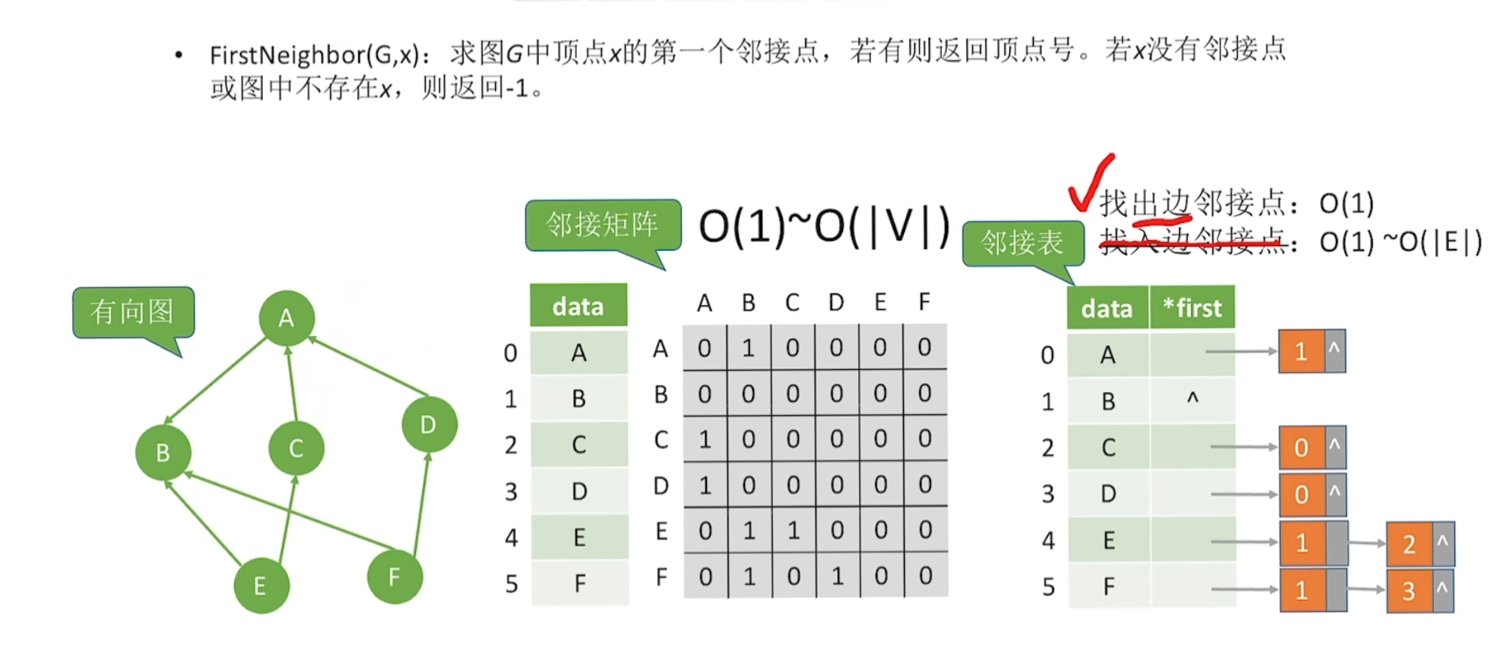 • FirstNeighbor(G,x)：求图G中顶点x的第一个邻接点，若有则返回顶点号。若x没有邻接点
或图中不存在x，则返回-1。
邻接矩阵
O(1)~O(|V|)
找出边邻接点：O(1)
找入边邻接点：O(1) ~O(|E|)
邻接表
有向图
A
B
C
D
E
F
data
0 A
1 B
2 C
3 D
4 E
5 F
A B C D E F
A 0 1 0 0 0 0
B 0 0 0 0 0 0
C 1 0 0 0 0 0
D 1 0 0 0 0 0
E 0 1 1 0 0 0
F 0 1 0 1 0 0
data *first
0 A 1 ^
1 B ^
2 C 0 ^
3 D 0 ^
4 E 1 2 ^
5 F 1 3 ^